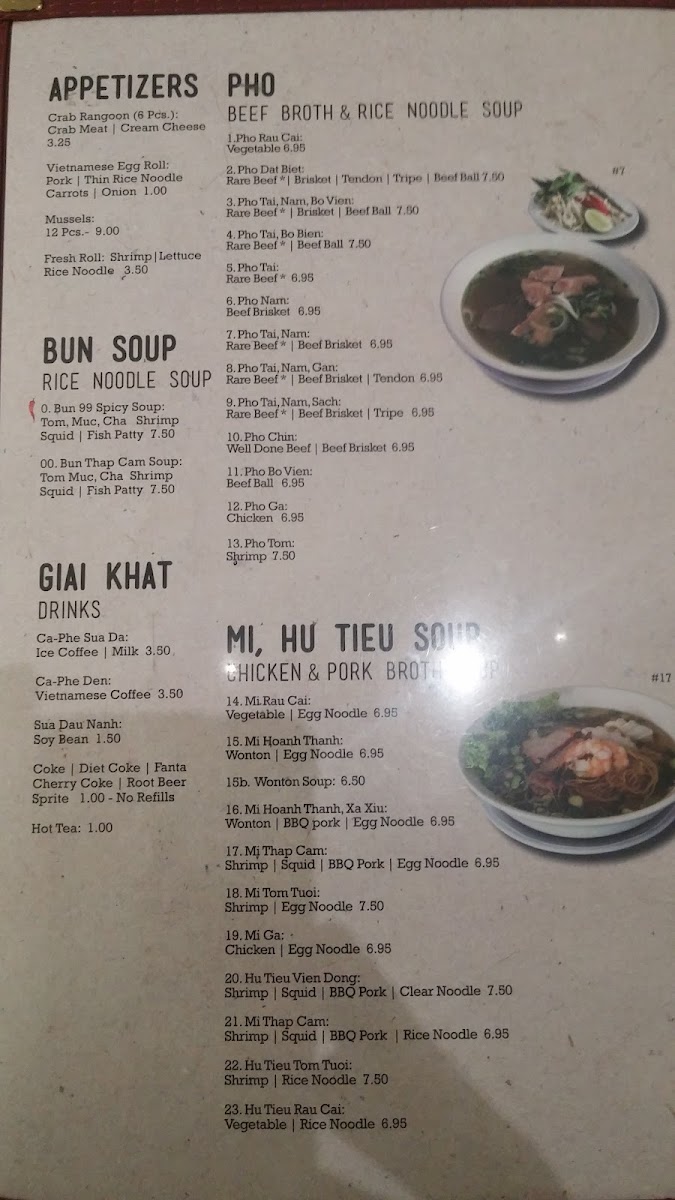 APPETIZERS
Crab Rangoon (6 Pcs.):
Crab Meat | Cream Cheese
3.25
Vietnamese Egg Roll:
Pork | Thin Rice Noodle
Carrots | Onion 1.00
Mussels:
12 Pcs.- 9.00
Fresh Roll: Shrimp|Lettuce
Rice Noodle 3.50
BUN SOUP
RICE NOODLE SOUP
0. Bun 99 Spicy Soup:
Tom, Muc, Cha Shrimp
Squid | Fish Patty 7.50
00. Bun Thap Cam Soup:
Tom Muc, Cha Shrimp
Squid | Fish Patty 7.50
GIAI KHAT
DRINKS
Ca-Phe Sua Da:
Ice Coffee | Milk 3.50
Ca-Phe Den:
Vietnamese Coffee 3.50
Sua Dau Nanh:
Soy Bean 1.50
Coke | Diet Coke | Fanta
Cherry Coke | Root Beer
Sprite 1.00 - No Refills
Hot Tea: 1.00
PHO
BEEF BROTH & RICE NOODLE SOUP
1.Pho Rau Cai:
Vegetable 6.95
2. Pho Dat Biet:
Rare Beef *| Brisket | Tendon | Tripe | Beef Ball 7.50
3. Pho Tai, Nam, Bo Vien:
Rare Beef * | Brisket | Beef Ball 7.50
4. Pho Tai, Bo Bien:
Rare Beef * | Beef Ball 7.50
5. Pho Tai:
Rare Beef * 6.95
6. Pho Nam:
Beef Brisket 6.95
7. Pho Tai, Nam:
Rare Beef * | Beef Brisket 6.95
8. Pho Tai, Nam, Gan:
Rare Beef * | Beef Brisket | Tendon 6.95
9. Pho Tai, Nam, Sach:
Rare Beef * | Beef Brisket | Tripe 6.95
10. Pho Chin:
Well Done Beef | Beef Brisket 6.95
11. Pho Bo Vien:
Beef Ball 6.95
12. Pho Ga:
Chicken 6.95
13. Pho Tom:
Shrimp 7.50
#7
MI, HU TIEU SOUP
CHICKEN & PORK BROTH
14. Mi Rau Cai:
Vegetable | Egg Noodle 6.95
15. Mi Hoanh Thanh:
Wonton | Egg Noodle 6.95
15b. Wonton Soup: 6.50
16. Mi Hoanh Thanh, Xa Xiu:
Wonton | BBQ pork | Egg Noodle 6.95
17. Mi Thap Cam:
Shrimp | Squid | BBQ Pork | Egg Noodle 6.95
18. Mi Tom Tuoi:
Shrimp | Egg Noodle 7.50
19. Mi Ga:
Chicken | Egg Noodle 6.95
20. Hu Tieu Vien Dong:
Shrimp | Squid | BBQ Pork | Clear Noodle 7.50
21. Mi Thap Cam:
Shrimp | Squid | BBQ Pork | Rice Noodle 6.95
22. Hu Tieu Tom Tuoi:
Shrimp | Rice Noodle 7.50
23. Hu Tieu Rau Cai:
Vegetable | Rice Noodle 6.95
#17